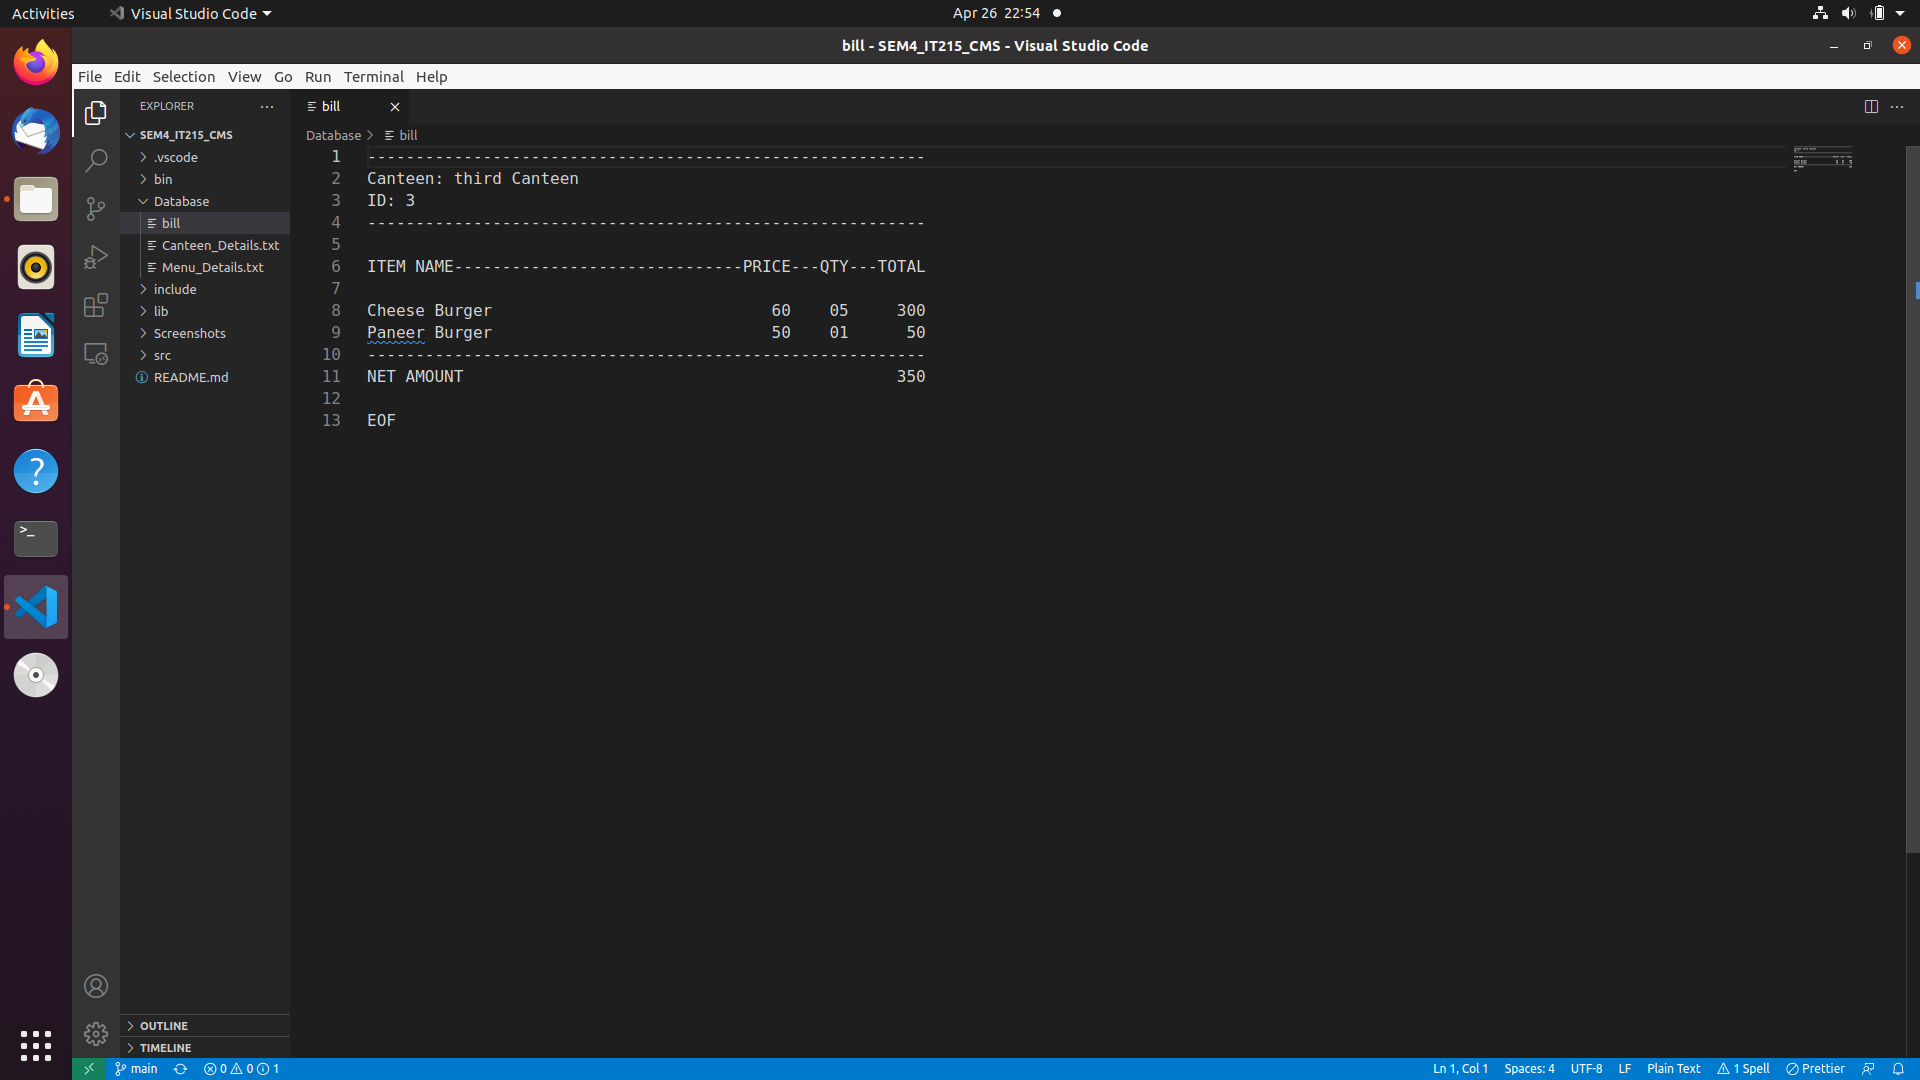 Activities Visual Studio Code Apr 26 22:54
bill - SEM4_IT215_CMS - Visual Studio Code
File Edit Selection View Go Run Terminal Help
EXPLORER
SEM4_IT215_CMS
.vscode
bin
Database
bill
Canteen_Details.txt
Menu_Details.txt
include
lib
Screenshots
src
README.md
OUTLINE
TIMELINE
bill
Database > bill
1 ----------------------------------------------------------
2 Canteen: third Canteen
3 ID: 3
4 ----------------------------------------------------------
5
6 ITEM NAME------------------------------PRICE---QTY---TOTAL
7
8 Cheese Burger                             60    05     300
9 Paneer Burger                             50    01      50
10 ----------------------------------------------------------
11 NET AMOUNT                                             350
12
13 EOF
main 0 0 1 Ln 1, Col 1 Spaces: 4 UTF-8 LF Plain Text 1 Spell Prettier